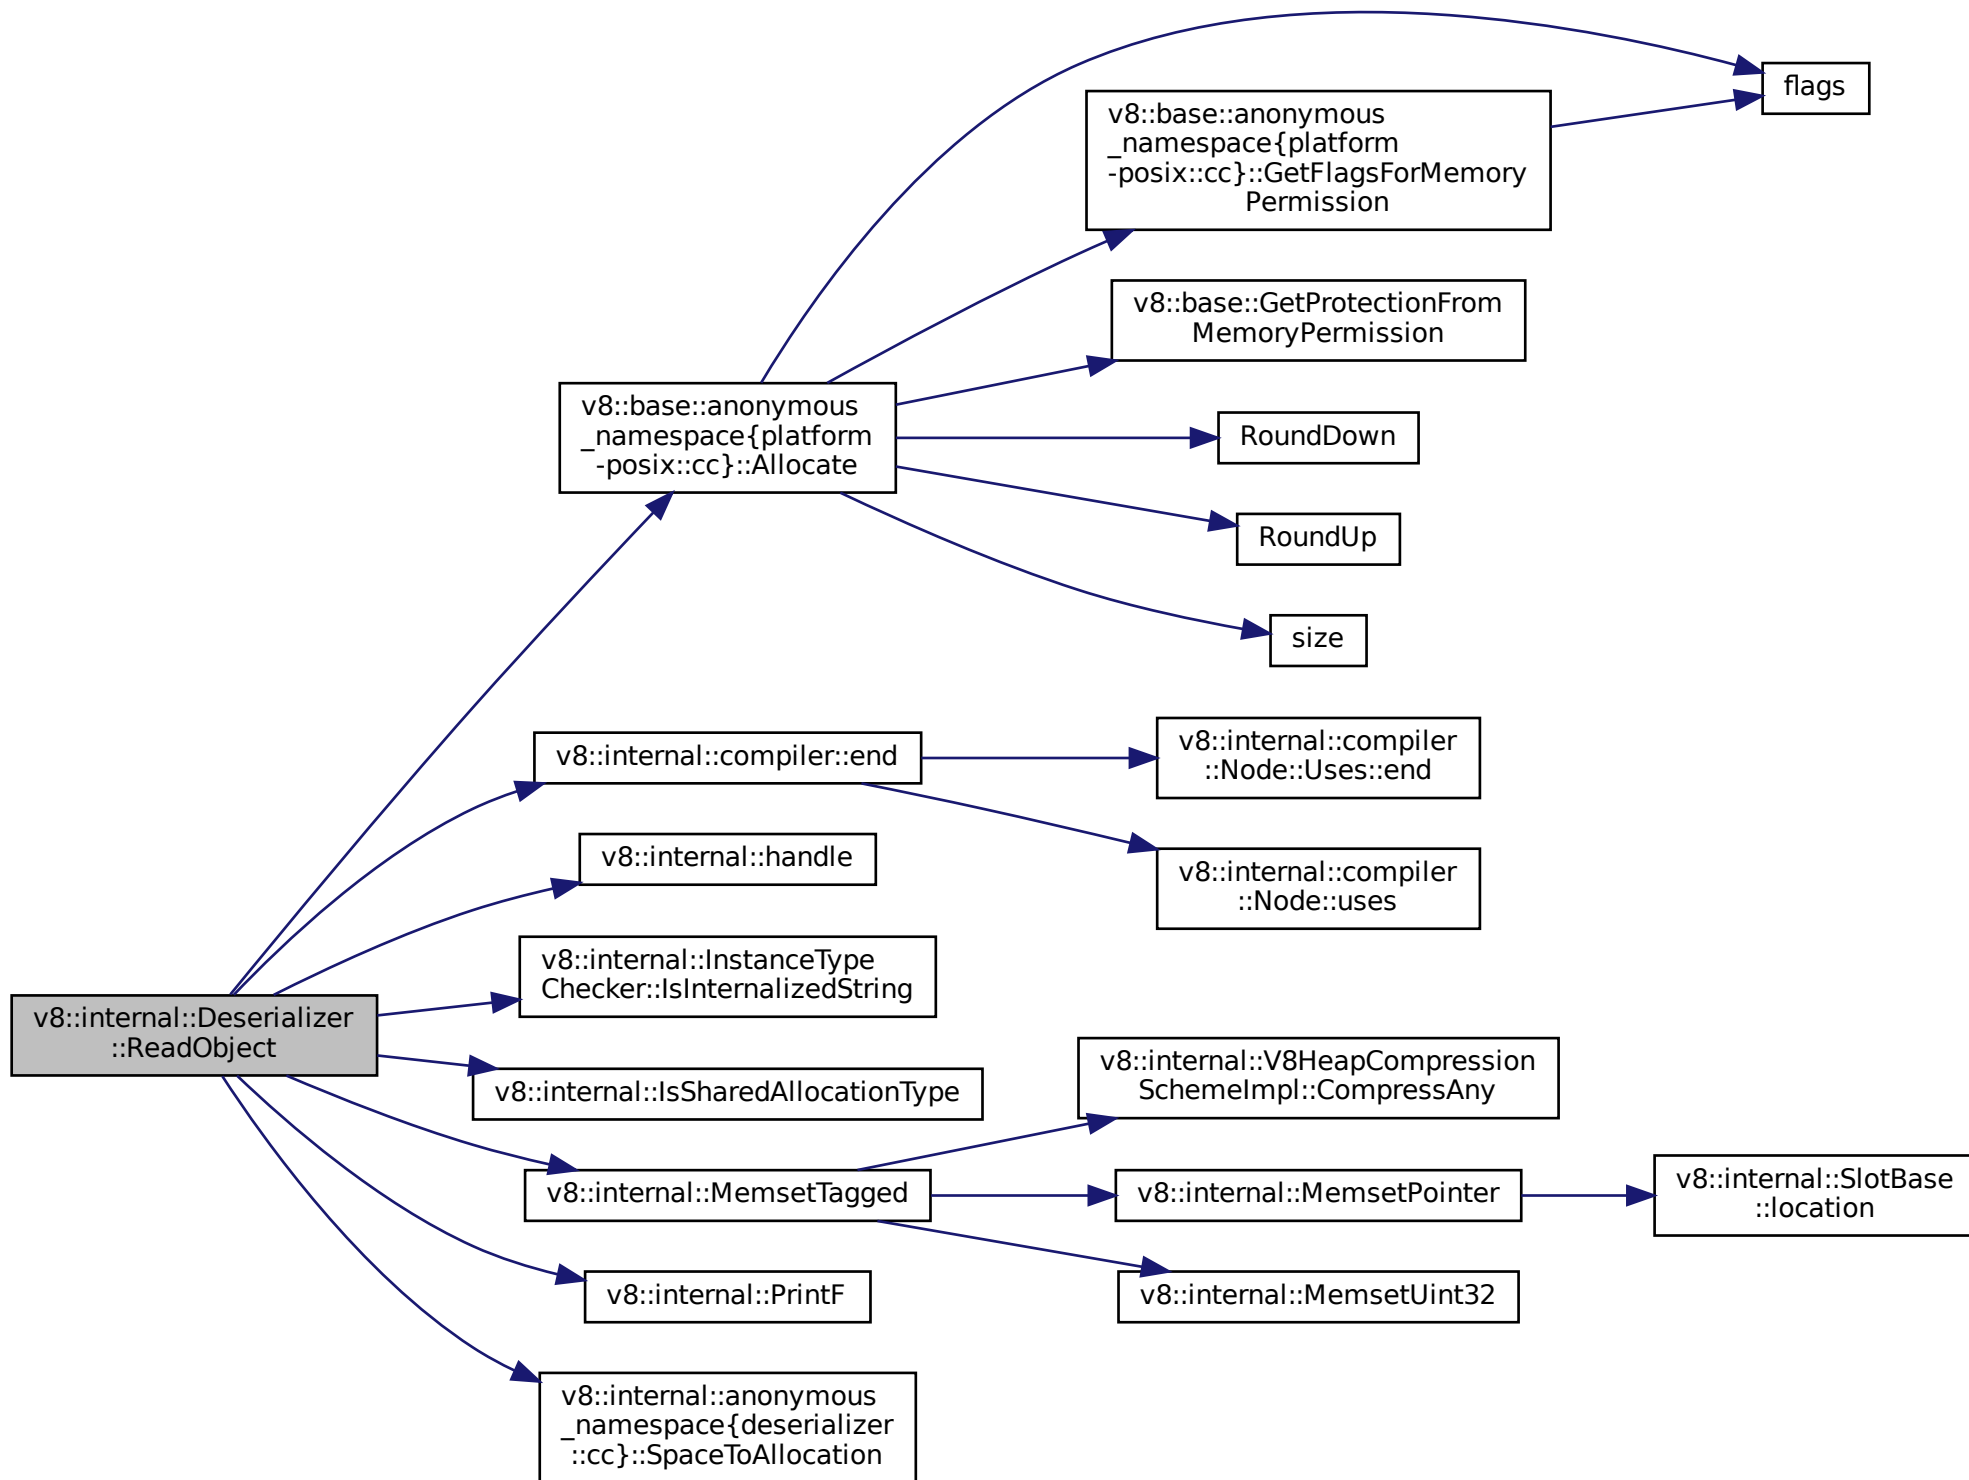 flags
v8::base::anonymous
_namespace{platform
-posix::cc}::GetFlagsForMemory
Permission
v8::base::GetProtectionFrom
MemoryPermission
v8::base::anonymous
_namespace{platform
-posix::cc}::Allocate
RoundDown
RoundUp
size
v8::internal::compiler::end
v8::internal::compiler
::Node::Uses::end
v8::internal::handle
v8::internal::compiler
::Node::uses
v8::internal::InstanceType
Checker::IsInternalizedString
v8::internal::Deserializer
::ReadObject
v8::internal::IsSharedAllocationType
v8::internal::V8HeapCompression
SchemeImpl::CompressAny
v8::internal::MemsetTagged
v8::internal::MemsetPointer
v8::internal::SlotBase
::location
v8::internal::PrintF
v8::internal::MemsetUint32
v8::internal::anonymous
_namespace{deserializer
::cc}::SpaceToAllocation